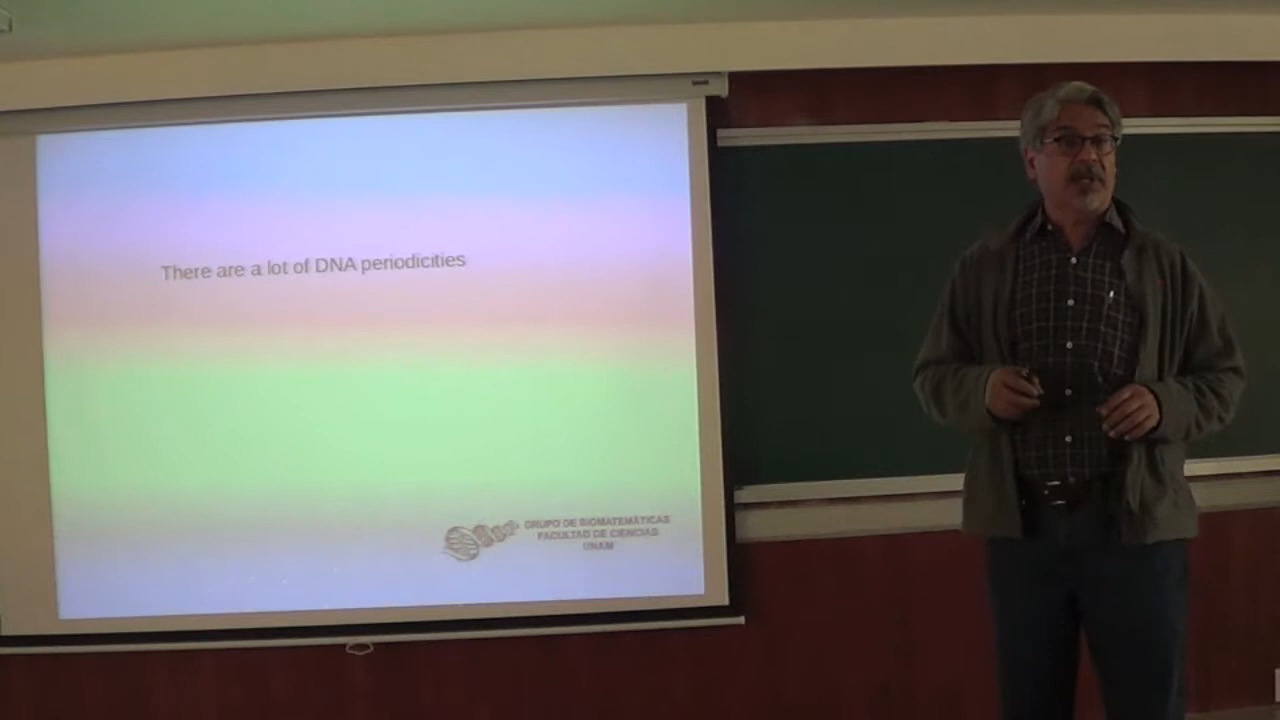 There are a lot of DNA periodicities
GRUPO DE BIOMATEMÁTICAS
FACULTAD DE CIENCIAS
UNAM